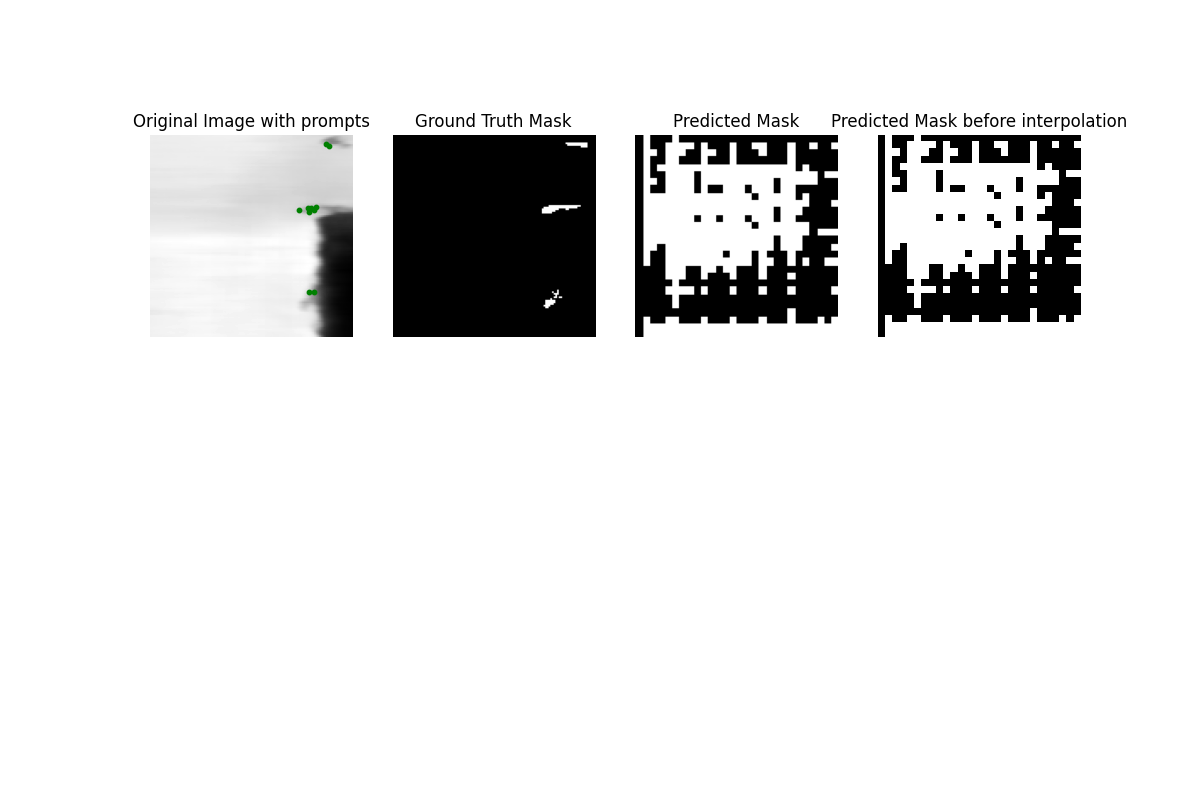 Original Image with prompts
Ground Truth Mask
Predicted Mask
Predicted Mask before interpolation